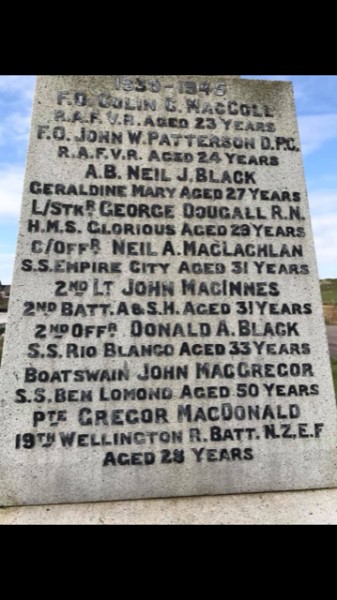 1939-1945
F.O. COLIN C. MACCOLL
R.A.F.V.R. AGED 23 YEARS
F.O. JOHN W. PATTERSON D.F.C.
R.A.F.V.R. AGED 24 YEARS
A.B. NEIL J. BLACK
GERALDINE MARY AGED 27 YEARS
L/STKR GEORGE DOUGALL R.N.
H.M.S. GLORIOUS AGED 29 YEARS
C/OFFR NEIL A. MACLACHLAN
S.S. EMPIRE CITY AGED 31 YEARS
2ND LT JOHN MACINNES
2ND BATT. A&S.H. AGED 31 YEARS
2ND OFFR DONALD A. BLACK
S.S. RIO BLANCO AGED 33 YEARS
BOATSWAIN JOHN MACGREGOR
S.S. BEN LOMOND AGED 50 YEARS
PTE GREGOR MACDONALD
19TH WELLINGTON R. BATT. N.Z.E.F
AGED 28 YEARS